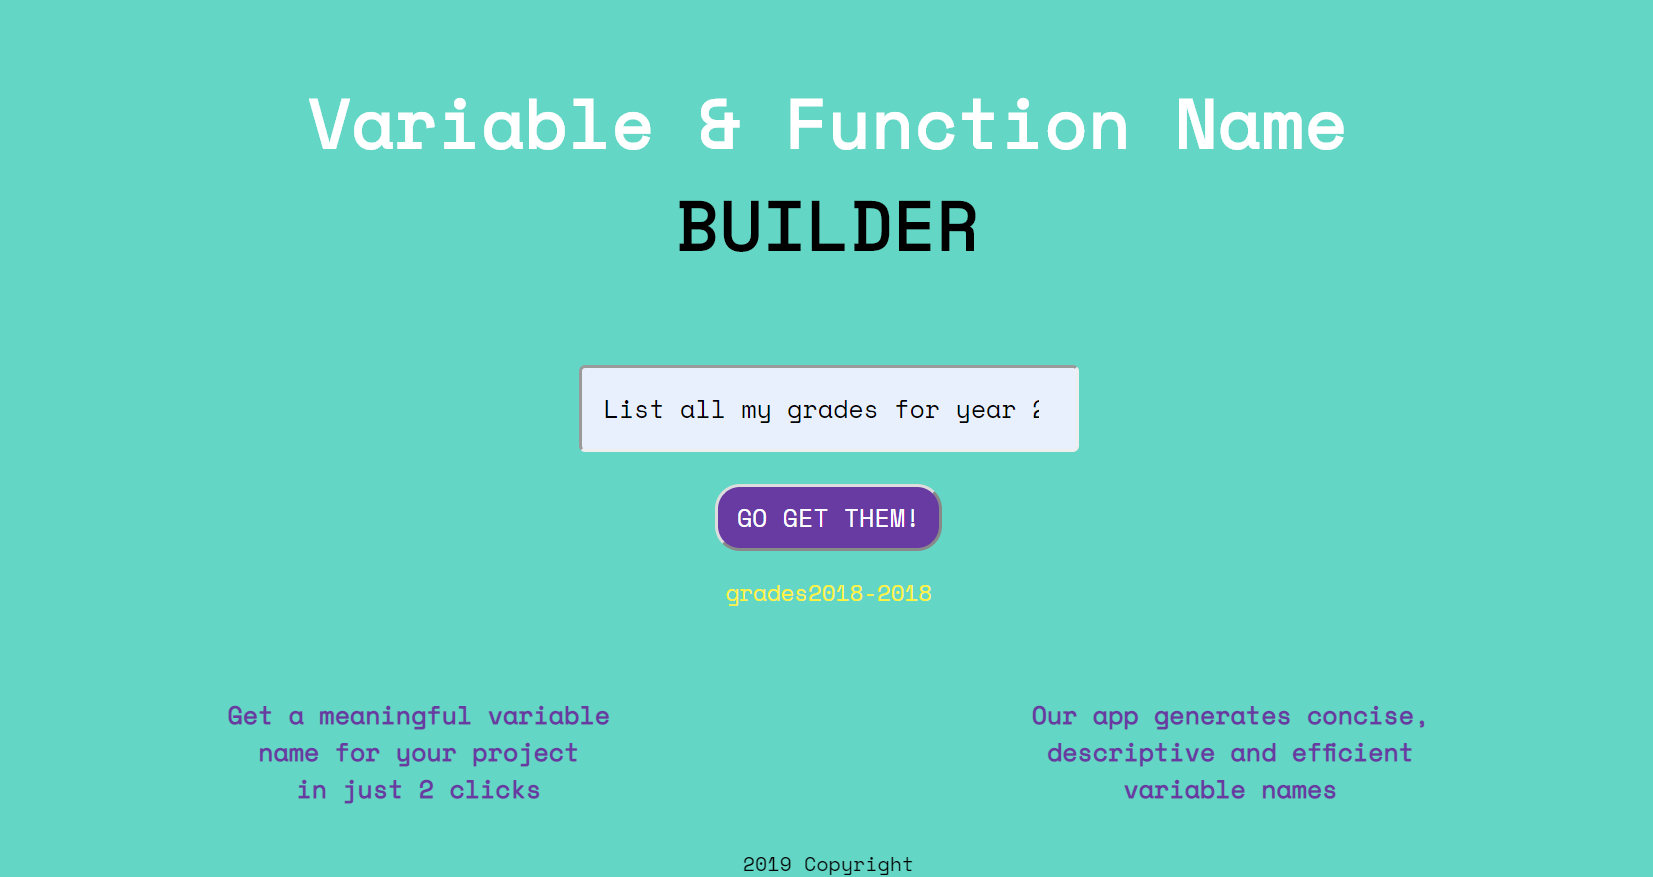 Variable & Function Name
BUILDER
List all my grades for year
GO GET THEM!
grades2018-2018
Get a meaningful variable
name for your project
in just 2 clicks
Our app generates concise,
descriptive and efficient
variable names
2019 Copyright